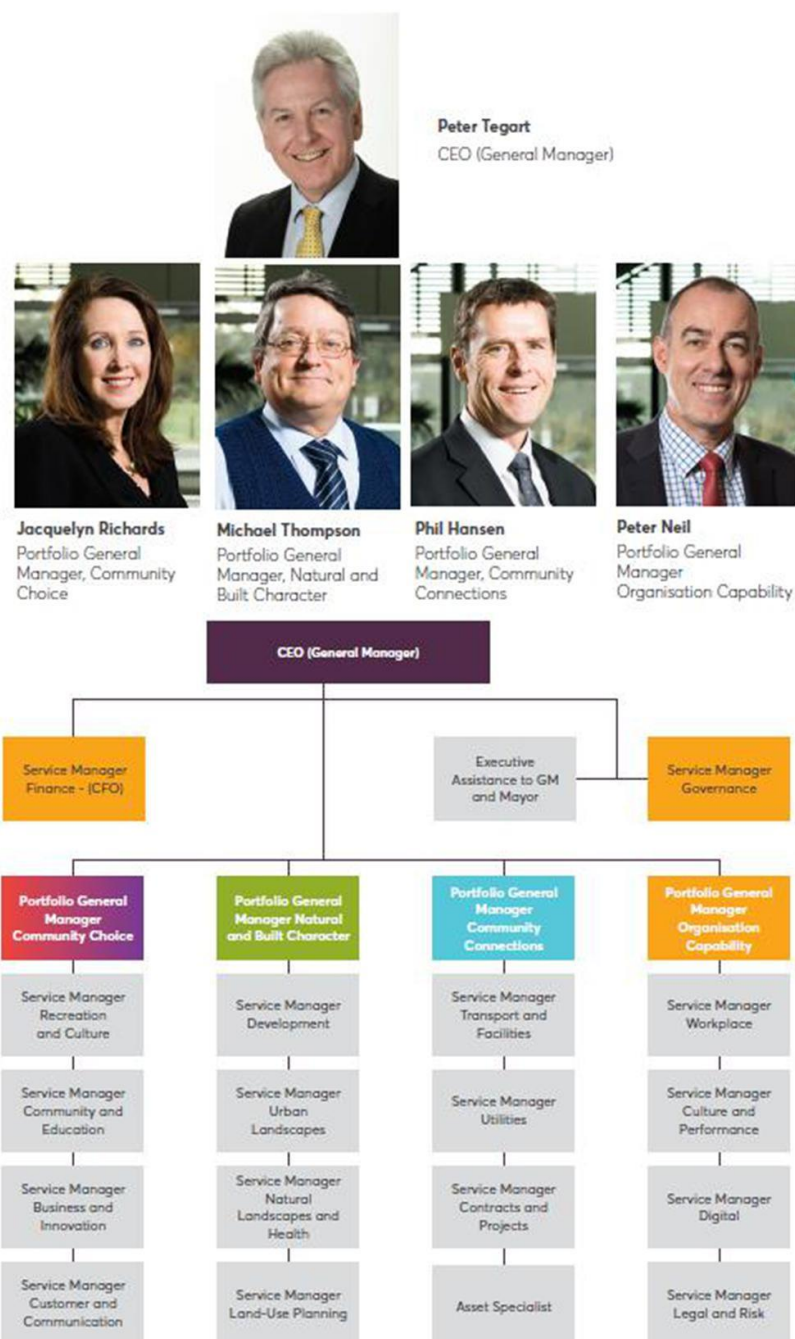 Peter Tegart
CEO (General Manager)
Jacquelyn Richards
Portfolio General
Manager, Community
Choice
Michael Thompson
Portfolio General
Manager, Natural and
Built Character
Phil Hansen
Portfolio General
Manager, Community
Connections
Peter Neil
Portfolio General
Manager
Organisation Capability
CEO (General Manager)
Service Manager
Finance - (CFO)
Executive
Assistance to GM
and Mayor
Service Manager
Governance
Portfolio General
Manager
Community Choice
Portfolio General
Manager Natural
and Built Character
Portfolio General
Manager
Community
Connections
Portfolio General
Manager
Organisation
Capability
Service Manager
Recreation
and Culture
Service Manager
Development
Service Manager
Transport and
Facilities
Service Manager
Workplace
Service Manager
Community and
Education
Service Manager
Urban
Landscapes
Service Manager
Utilities
Service Manager
Culture and
Performance
Service Manager
Business and
Innovation
Service Manager
Natural
Landscapes and
Health
Service Manager
Contracts and
Projects
Service Manager
Digital
Service Manager
Customer and
Communication
Service Manager
Land-Use Planning
Asset Specialist
Service Manager
Legal and Risk